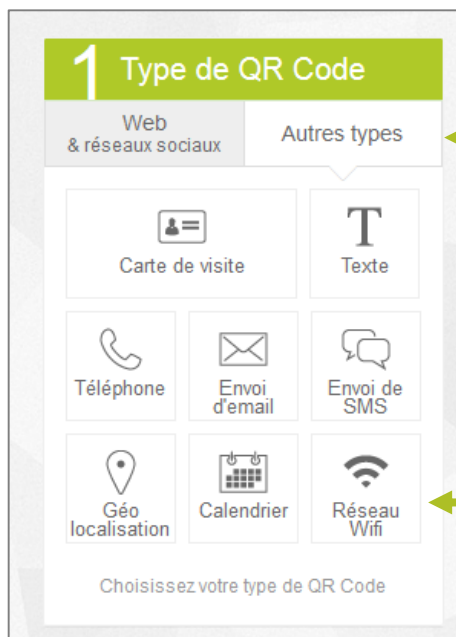 1 Type de QR Code
Web
& réseaux sociaux
Autres types
Carte de visite
T
Texte
Téléphone
Envoi
d'email
Envoi de
SMS
Géo
localisation
Calendrier
Réseau
Wifi
Choisissez votre type de QR Code